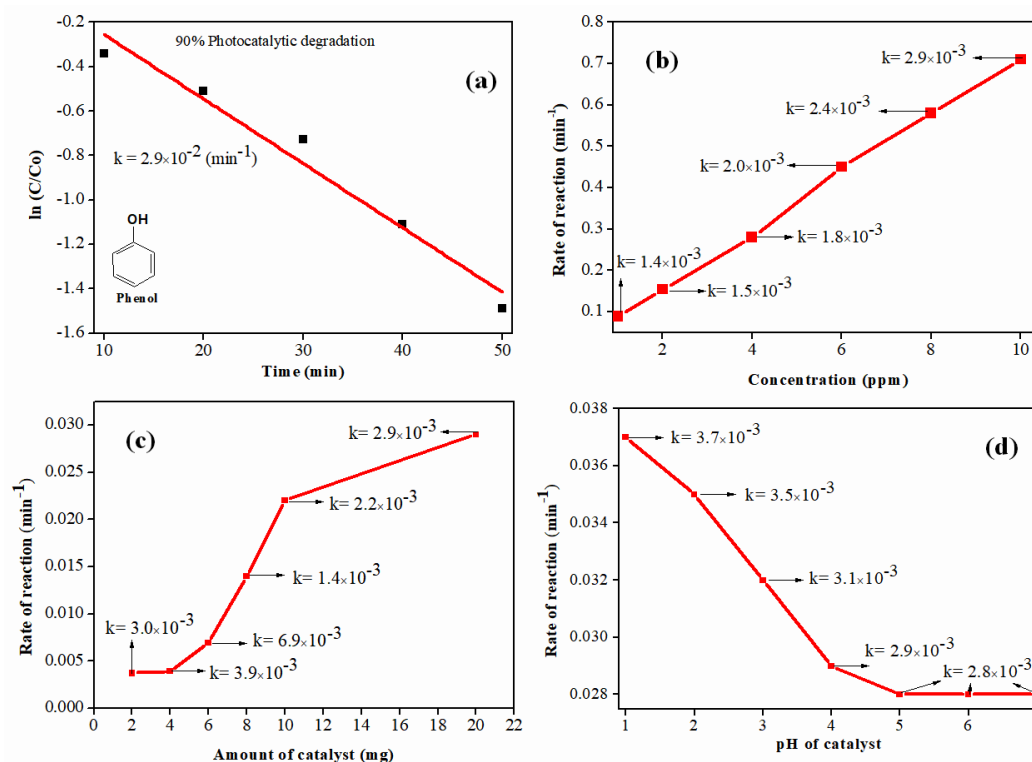 90% Photocatalytic degradation
(a)
k = 2.9×10⁻² (min⁻¹)
OH
Phenol
ln (C/Co)
-0.2
-0.4
-0.6
-0.8
-1.0
-1.2
-1.4
-1.6
10 20 30 40 50
Time (min)
(b)
k= 2.9×10⁻³
k= 2.4×10⁻³
k= 2.0×10⁻³
k= 1.8×10⁻³
k= 1.4×10⁻³
k= 1.5×10⁻³
Rate of reaction (min⁻¹)
0.7
0.6
0.5
0.4
0.3
0.2
0.1
2 4 6 8 10
Concentration (ppm)
(c)
k= 2.9×10⁻³
k= 2.2×10⁻³
k= 1.4×10⁻³
k= 3.0×10⁻³
k= 6.9×10⁻³
k= 3.9×10⁻³
Rate of reaction (min⁻¹)
0.030
0.025
0.020
0.015
0.010
0.005
0.000
0 2 4 6 8 10 12 14 16 18 20 22
Amount of catalyst (mg)
(d)
k= 3.7×10⁻³
k= 3.5×10⁻³
k= 3.1×10⁻³
k= 2.9×10⁻³
k= 2.8×10⁻³
Rate of reaction (min⁻¹)
0.038
0.036
0.034
0.032
0.030
0.028
1 2 3 4 5 6
pH of catalyst